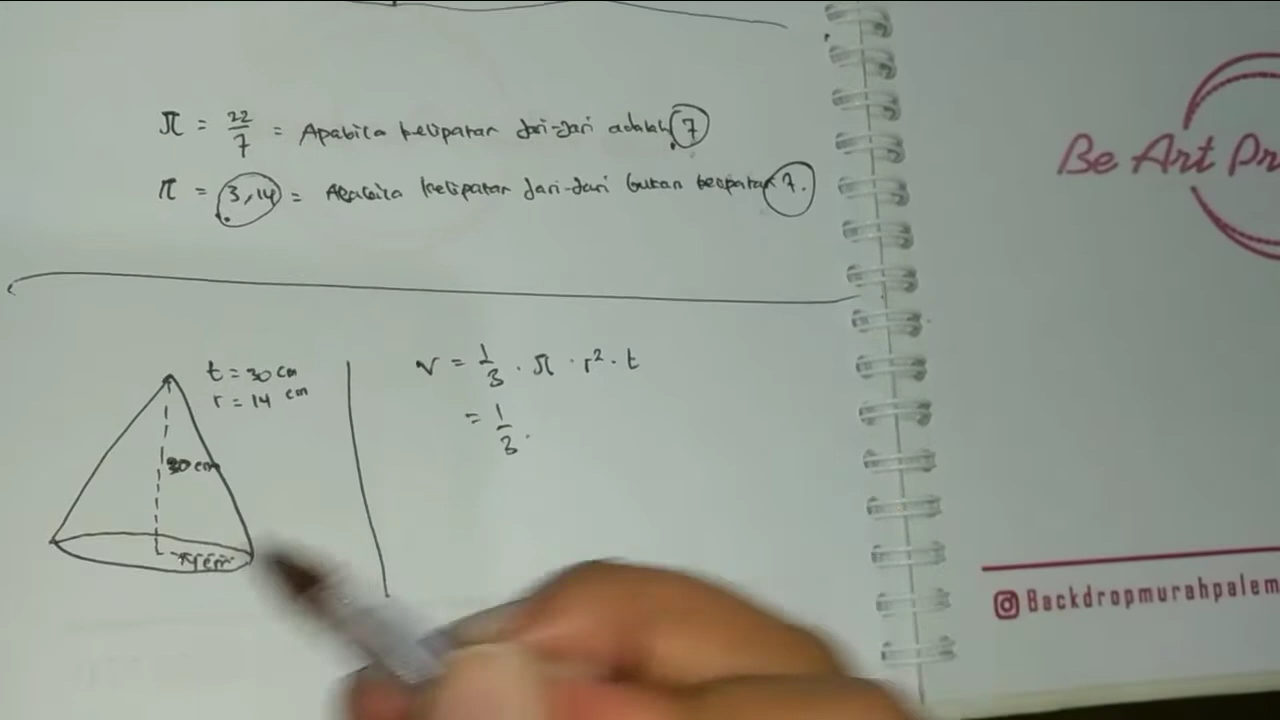 π = 22/7 = Apabila kelipatan jari-jari adalah 7
π = 3,14 = Apabila kelipatan jari-jari bukan 7.
t = 30 cm
r = 14 cm
30 cm
V = 1/3 . π . r² . t
= 1/3 .
Be Art Pr
Backdropmurahpalem